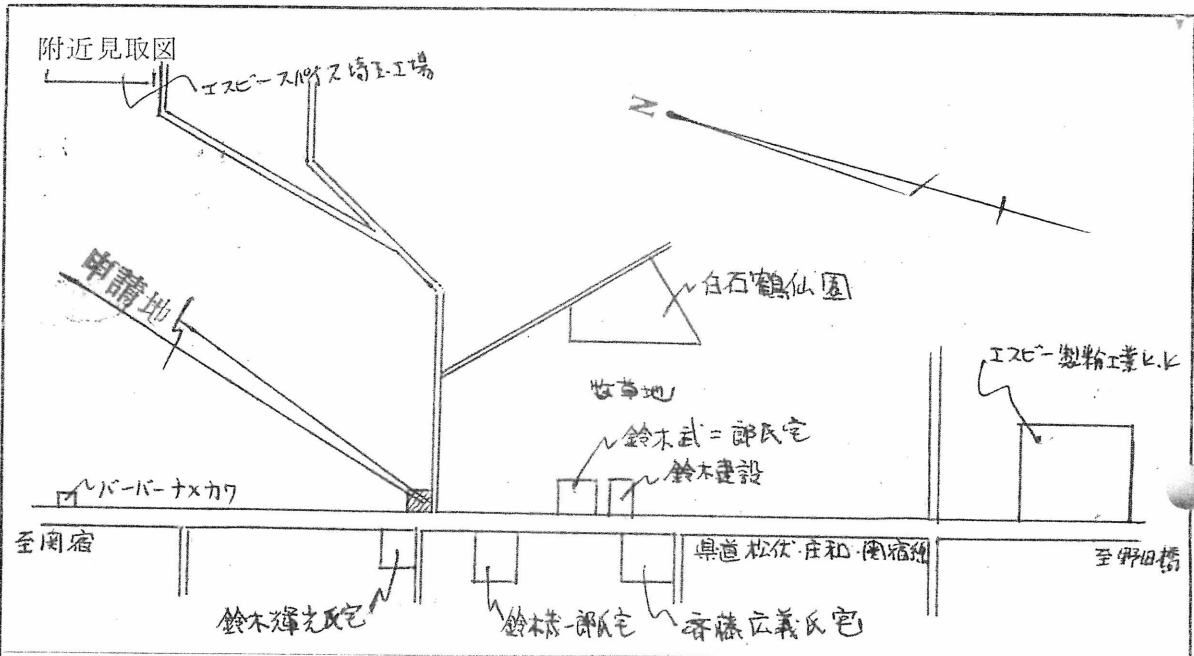 附近見取図
エスビースパイス埼玉工場
N
申請地
白石鶴仙園
エスビー製粉工業K.K
牧草地
鈴木武二郎氏宅
鈴木建設
バーバーナメカワ
至関宿
県道松伏・庄和・関宿線
至野田橋
鈴木輝光氏宅
鈴木恭一郎氏宅
斉藤広義氏宅